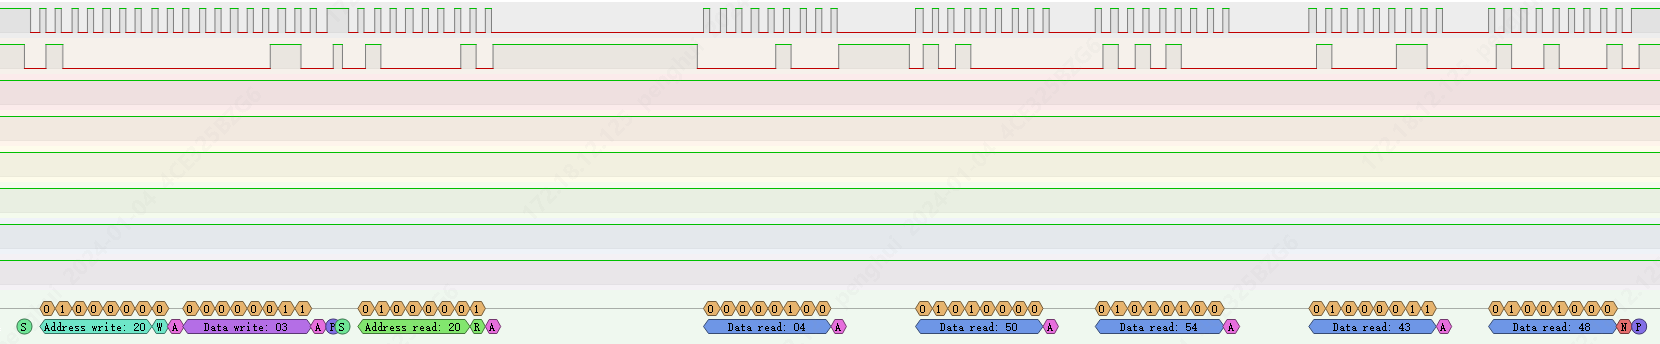 0 1 0 0 0 0 0 0 0 0 0 0 0 0 1 1 0 1 0 0 0 0 0 1 0 0 0 0 0 1 0 0 0 1 0 1 0 0 0 0 0 1 0 1 0 1 0 0 0 1 0 0 0 0 1 1 0 1 0 0 1 0 0 0
S Address write: 20 W A Data write: 03 A P S Address read: 20 R A Data read: 04 A Data read: 50 A Data read: 54 A Data read: 43 A Data read: 48 N P